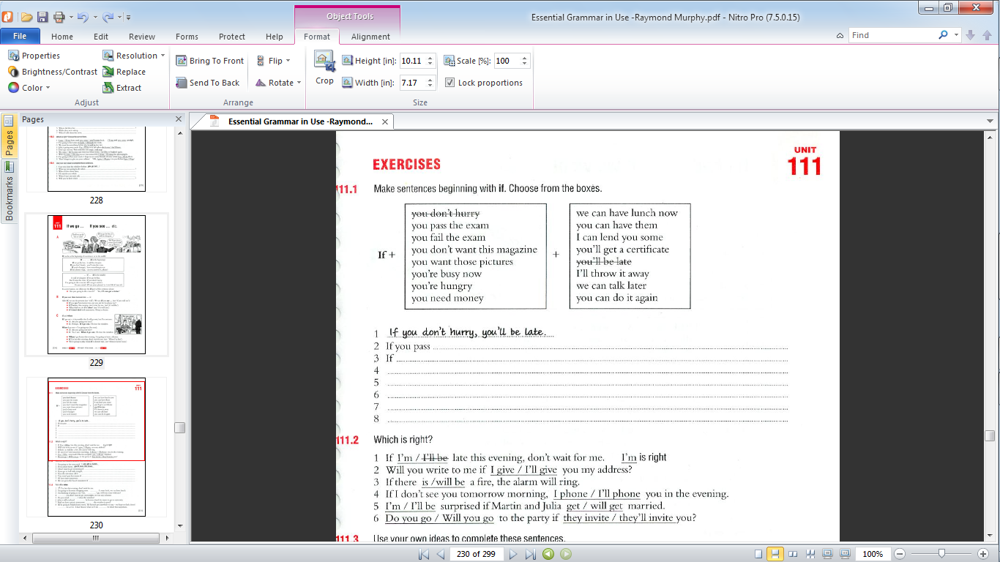 Object Tools
Essential Grammar in Use -Raymond Murphy.pdf - Nitro Pro (7.5.0.15)
File Home Edit Review Forms Protect Help Format Alignment
Find
Properties
Brightness/Contrast
Color
Resolution
Replace
Extract
Adjust
Bring To Front
Send To Back
Flip
Rotate
Arrange
Crop
Height [in]: 10.11
Width [in]: 7.17
Scale [%]: 100
Lock proportions
Size
Pages
Bookmarks
Pages
228
111 If we go ... If you see ... etc.
229
EXERCISES 111
230
Essential Grammar in Use -Raymond...
EXERCISES
UNIT
111
111.1 Make sentences beginning with if. Choose from the boxes.
If +
you don't hurry
you pass the exam
you fail the exam
you don't want this magazine
you want those pictures
you're busy now
you're hungry
you need money
+
we can have lunch now
you can have them
I can lend you some
you'll get a certificate
you'll be late
I'll throw it away
we can talk later
you can do it again
1 If you don't hurry, you'll be late.
2 If you pass
3 If
4
5
6
7
8
111.2 Which is right?
1 If I'm / I'll be late this evening, don't wait for me. I'm is right
2 Will you write to me if I give / I'll give you my address?
3 If there is / will be a fire, the alarm will ring.
4 If I don't see you tomorrow morning, I phone / I'll phone you in the evening.
5 I'm / I'll be surprised if Martin and Julia get / will get married.
6 Do you go / Will you go to the party if they invite / they'll invite you?
111.3 Use your own ideas to complete these sentences.
230 of 299
100%